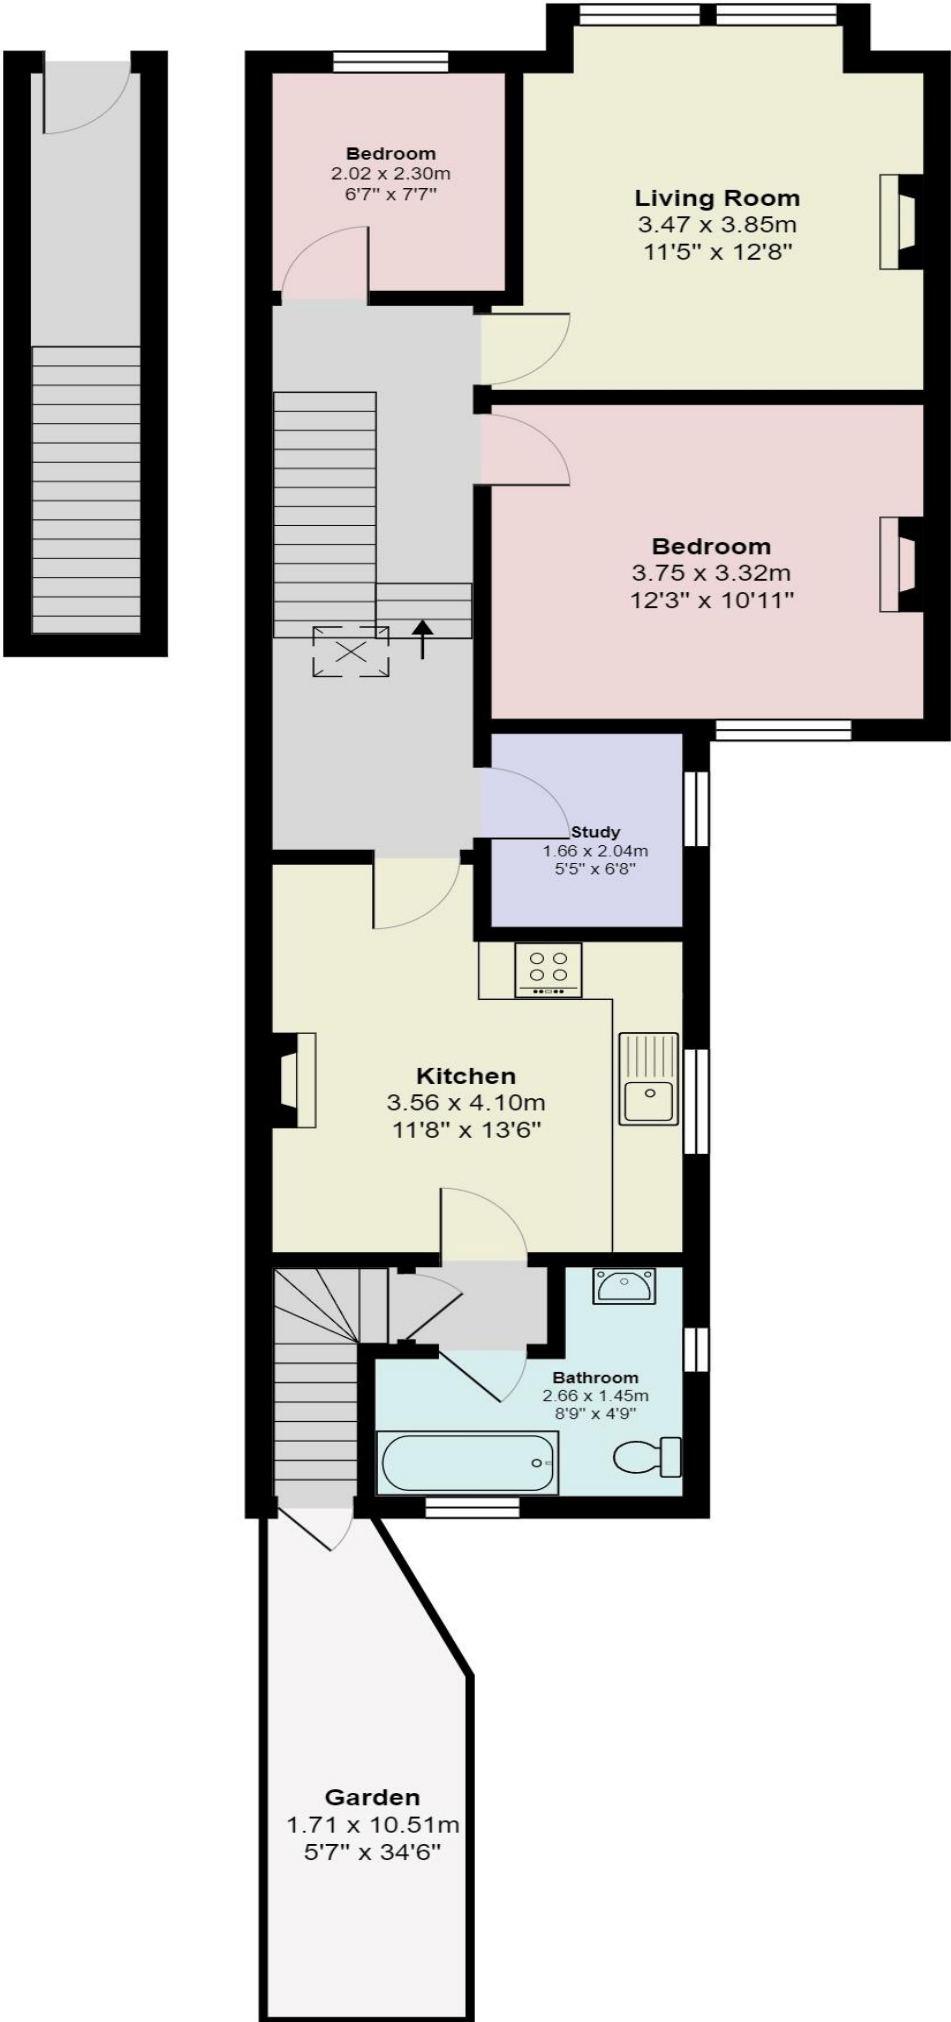 Bedroom
2.02 x 2.30m
6'7" x 7'7"
Living Room
3.47 x 3.85m
11'5" x 12'8"
Bedroom
3.75 x 3.32m
12'3" x 10'11"
Study
1.66 x 2.04m
5'5" x 6'8"
Kitchen
3.56 x 4.10m
11'8" x 13'6"
Bathroom
2.66 x 1.45m
8'9" x 4'9"
Garden
1.71 x 10.51m
5'7" x 34'6"